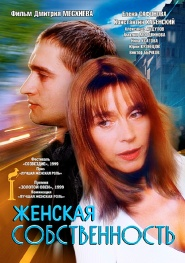 Фильм Дмитрия Месхиева
Елена САФОНОВА
Константин ХАБЕНСКИЙ
Фестиваль
«СОЗВЕЗДИЕ», 1999
Приз
«ЛУЧШАЯ ЖЕНСКАЯ РОЛЬ»
Премия
«ЗОЛОТОЙ ОВЕН», 1999
Номинация
«ЛУЧШАЯ ЖЕНСКАЯ РОЛЬ»
ЖЕНСКАЯ
СОБСТВЕННОСТЬ